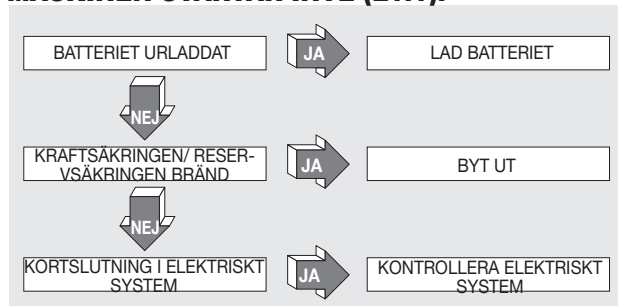 BATTERIET URLADDAT
JA
LAD BATTERIET
NEJ
KRAFTSÄKRINGEN/ RESER-
VSÄKRINGEN BRÄND
JA
BYT UT
NEJ
KORTSLUTNING I ELEKTRISKT
SYSTEM
JA
KONTROLLERA ELEKTRISKT
SYSTEM